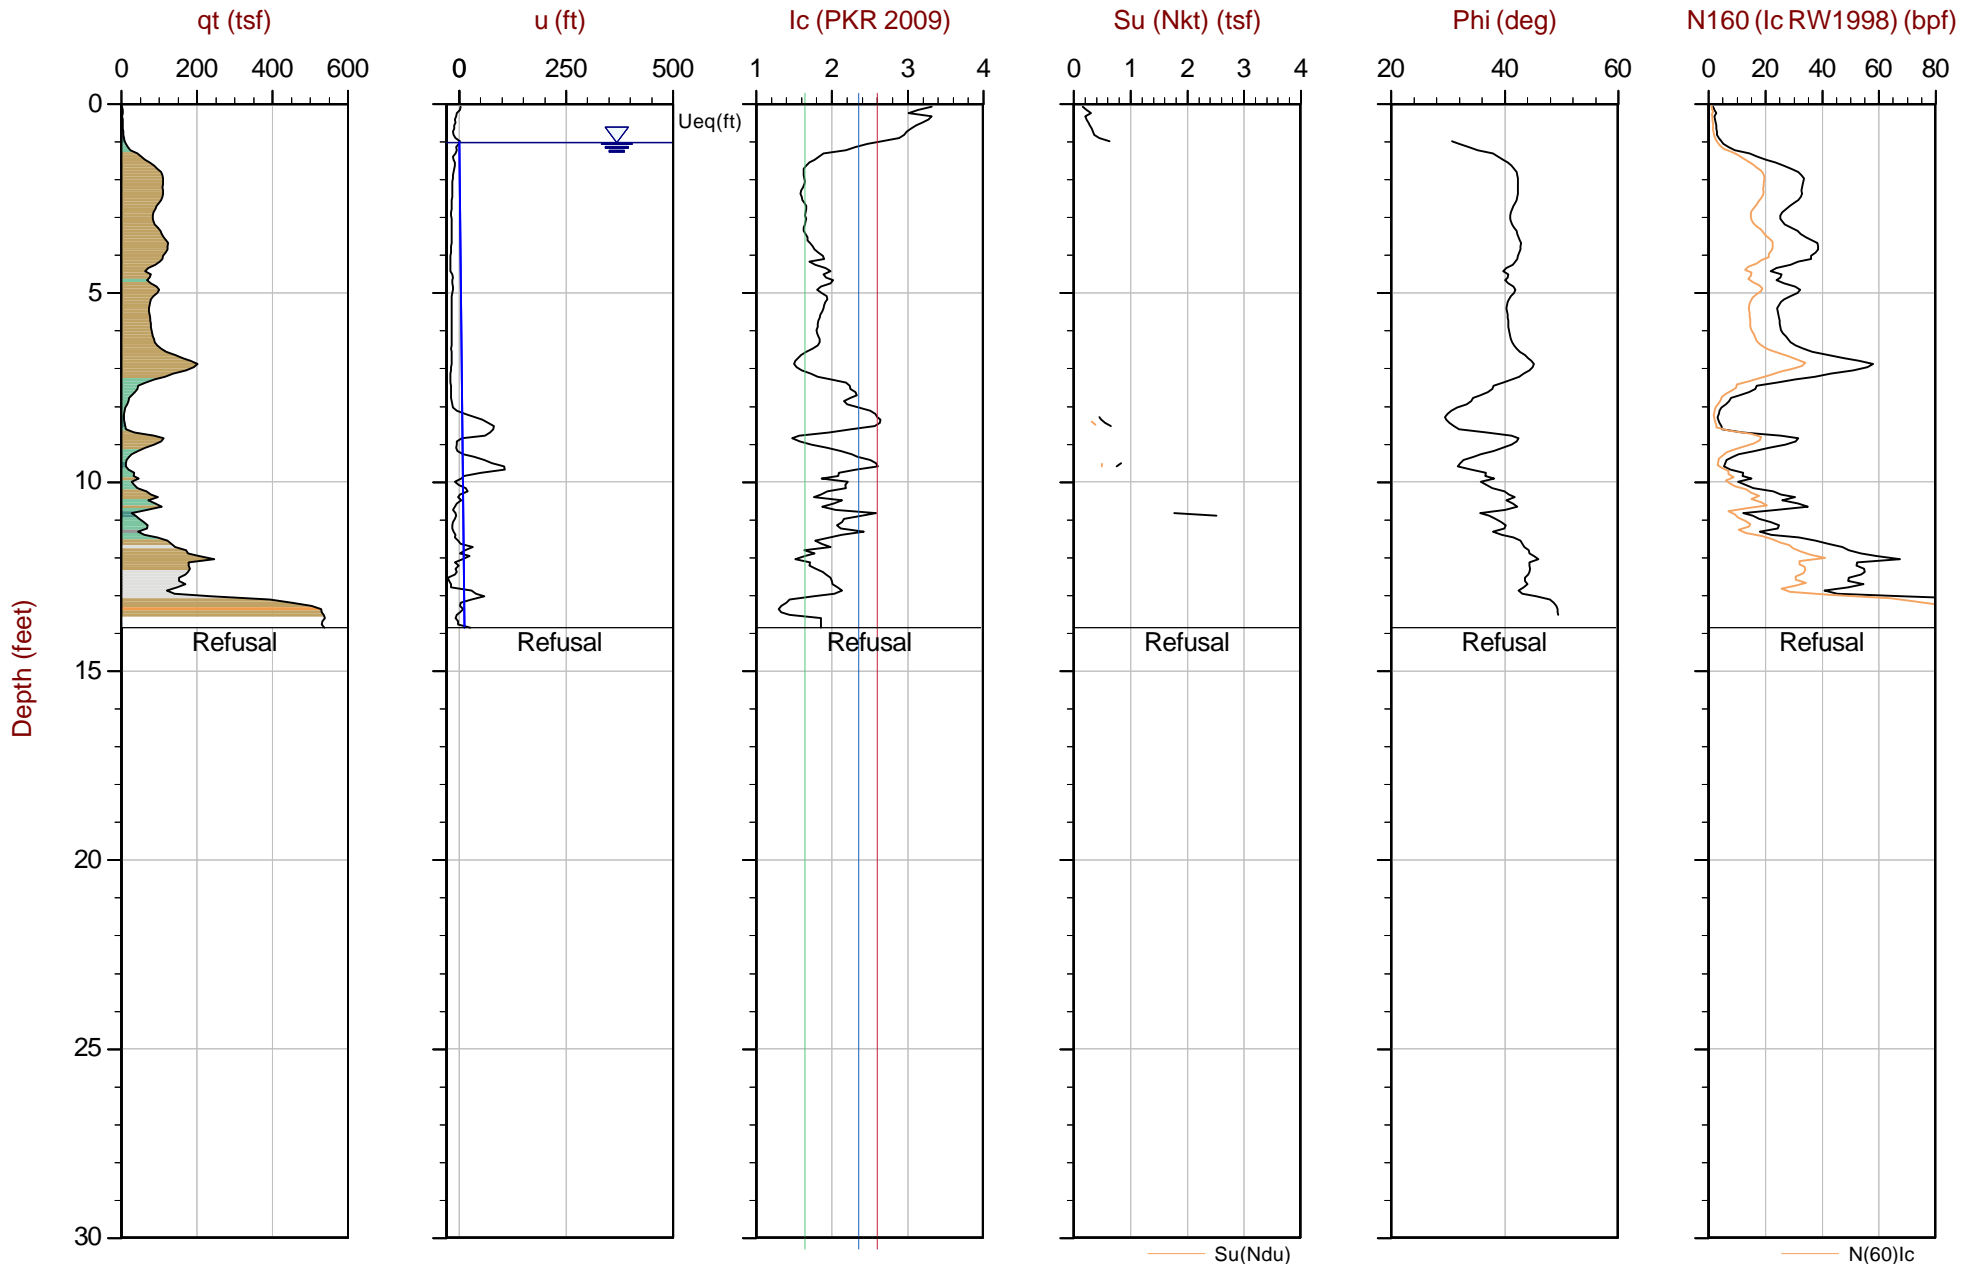 qt (tsf)
u (ft)
Ic (PKR 2009)
Su (Nkt) (tsf)
Phi (deg)
N160 (Ic RW1998) (bpf)
0 200 400 600
0 250 500
0
1 2 3 4
0 1 2 3 4
20 40 60
0 20 40 60 80
0
Ueq(ft)
5
10
Refusal
Refusal
Refusal
Refusal
Refusal
Refusal
15
Depth (feet)
20
25
30
Su(Ndu)
N(60)Ic